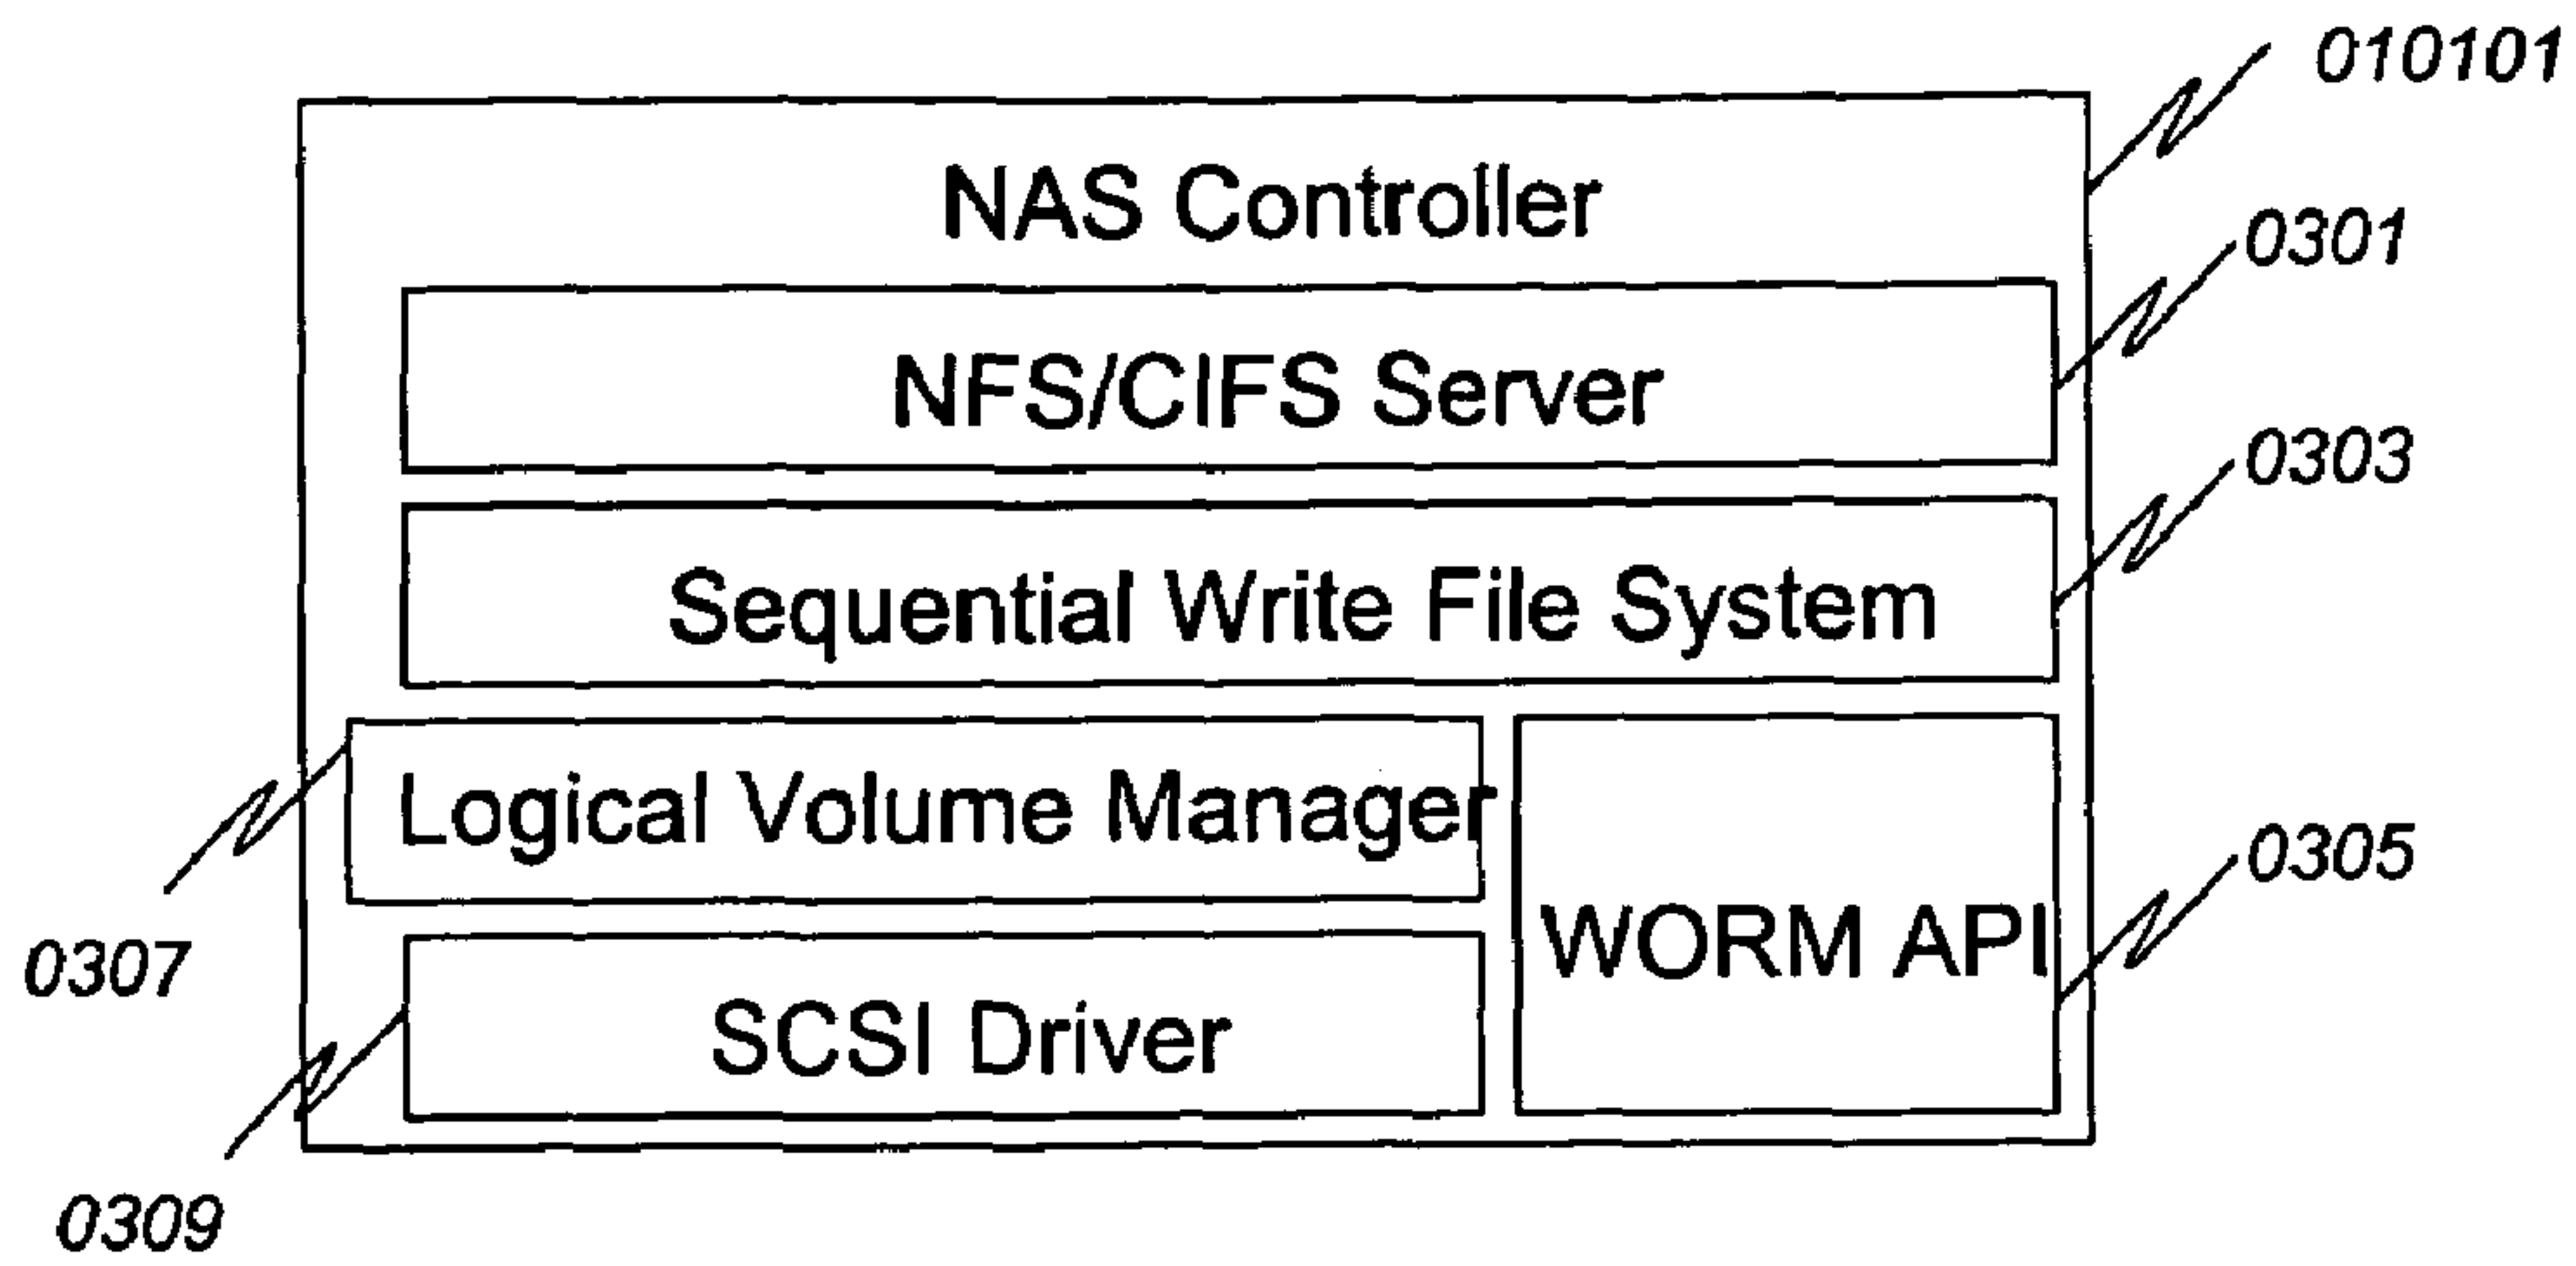 010101
NAS Controller
0301
NFS/CIFS Server
0303
Sequential Write File System
Logical Volume Manager
0305
WORM API
0307
SCSI Driver
0309